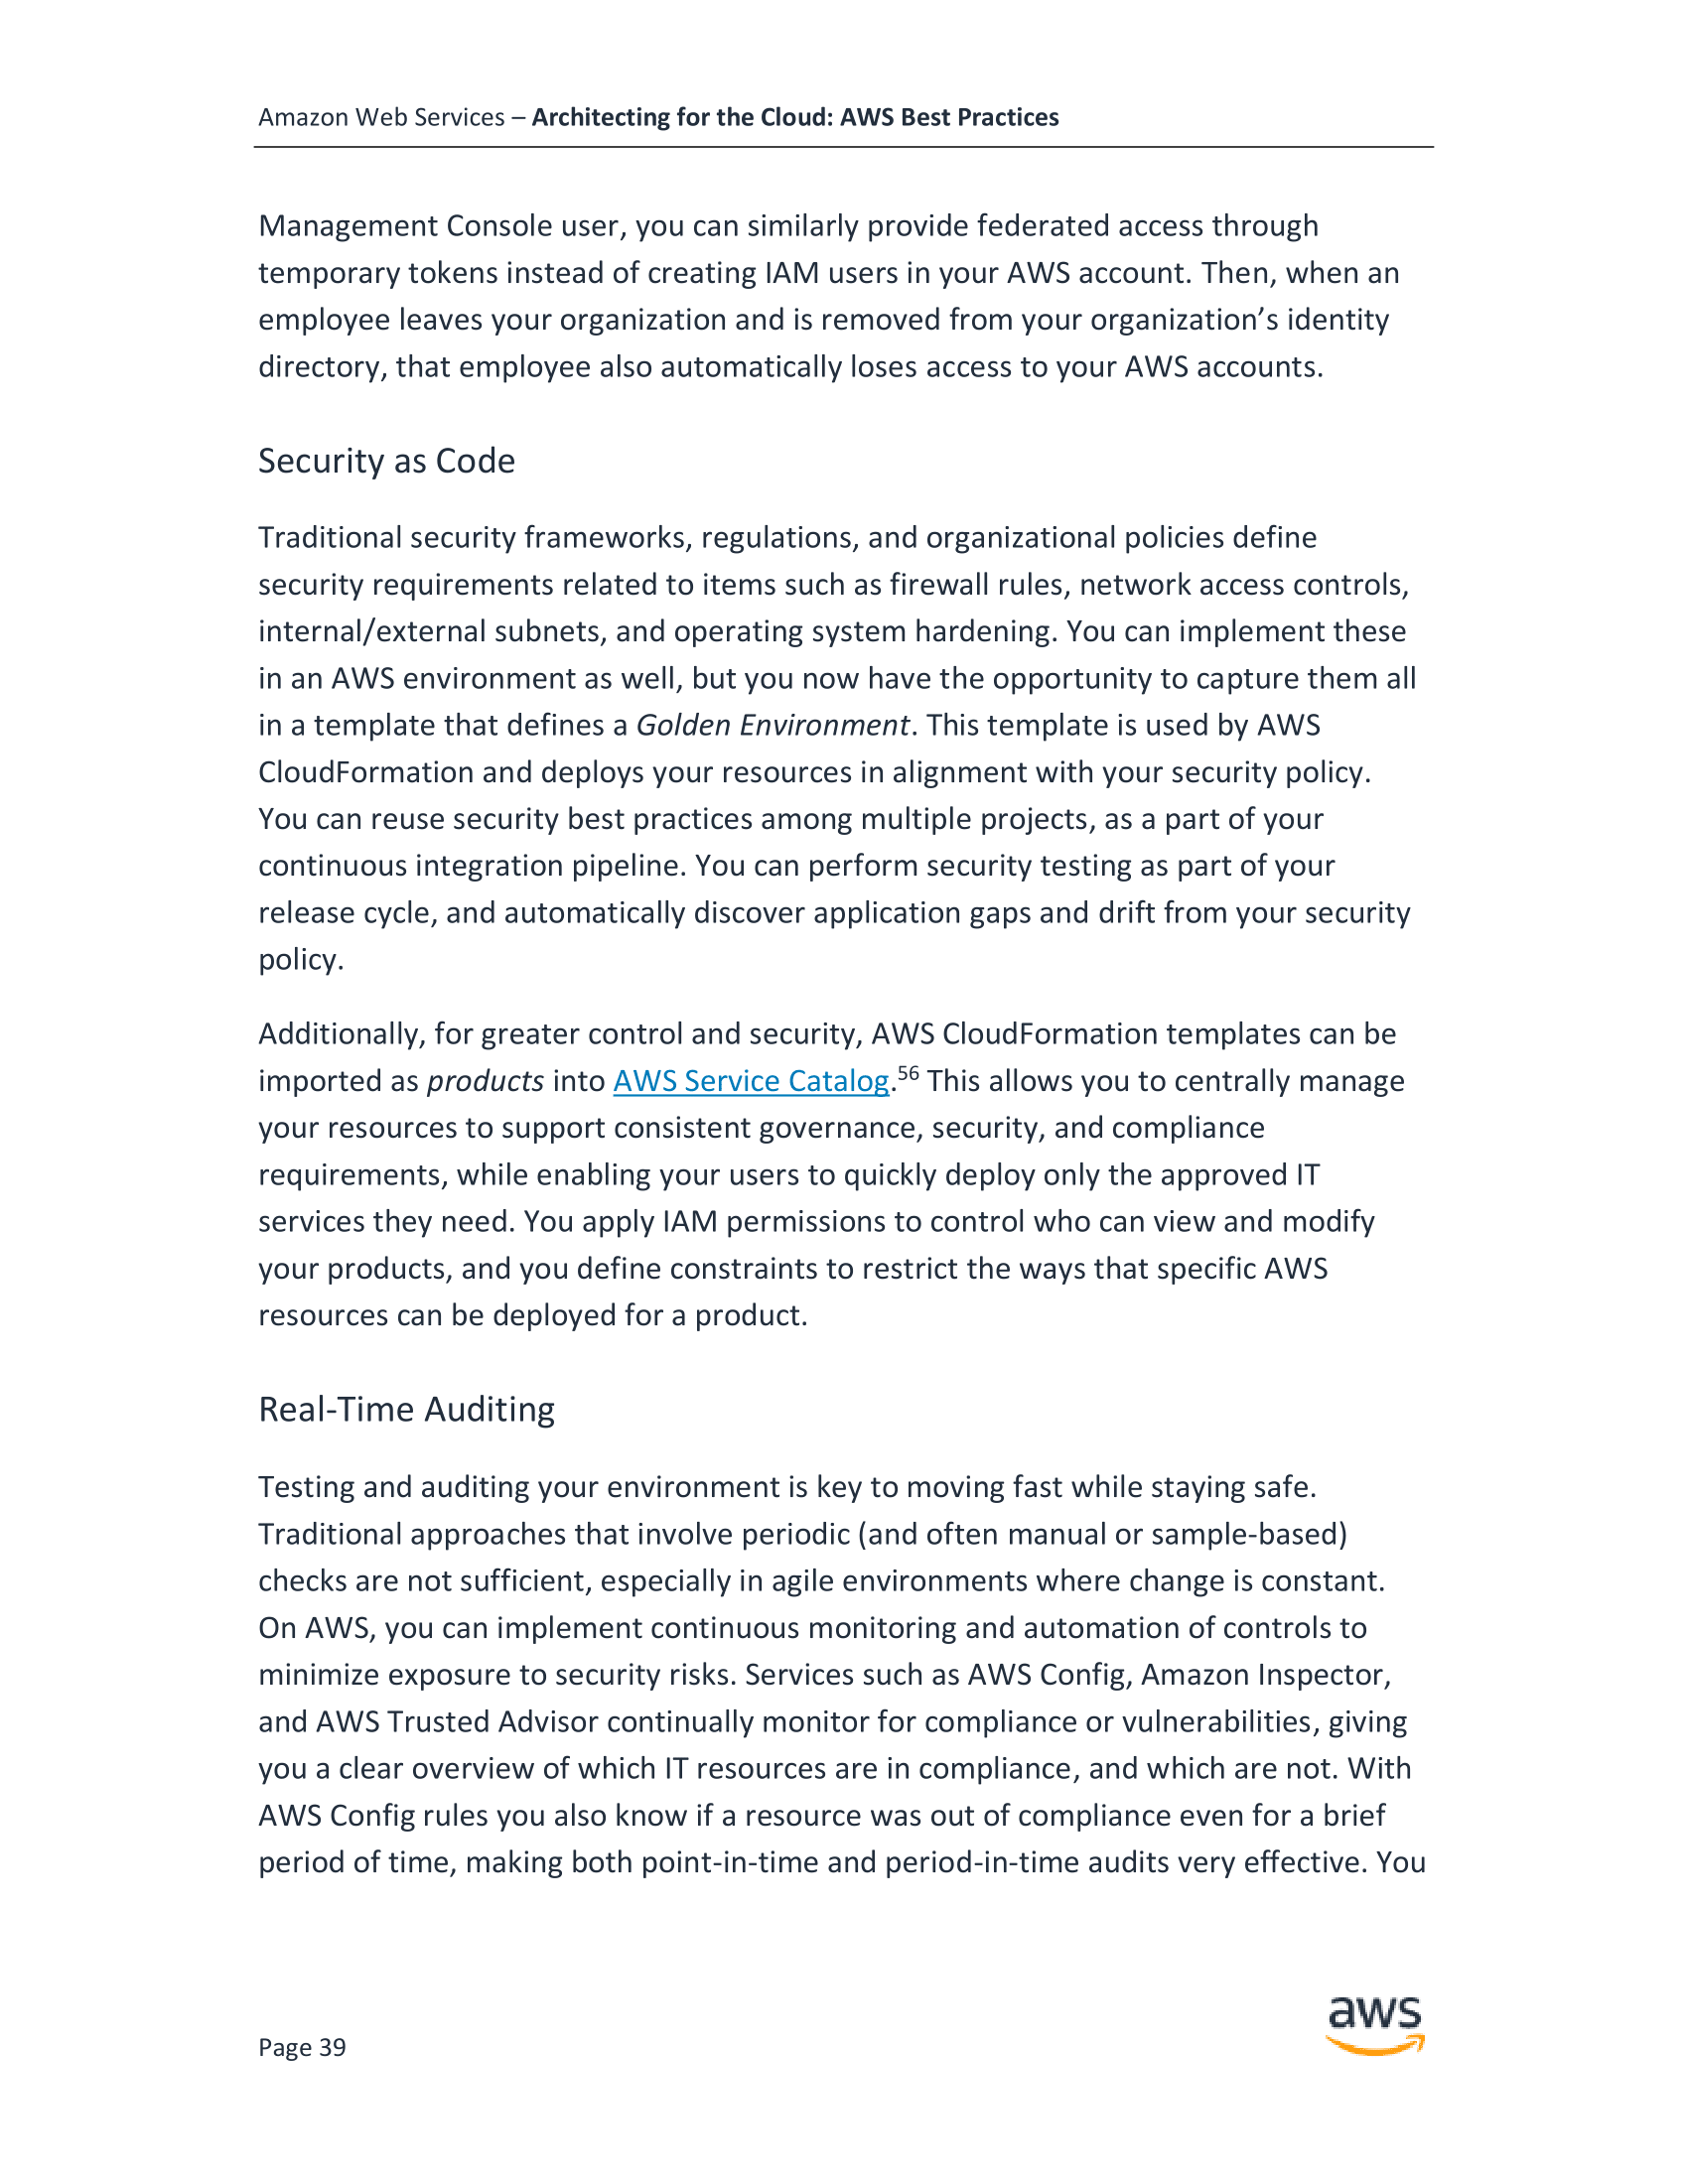 Amazon Web Services – Architecting for the Cloud: AWS Best Practices
Management Console user, you can similarly provide federated access through
temporary tokens instead of creating IAM users in your AWS account. Then, when an
employee leaves your organization and is removed from your organization’s identity
directory, that employee also automatically loses access to your AWS accounts.
Security as Code
Traditional security frameworks, regulations, and organizational policies define
security requirements related to items such as firewall rules, network access controls,
internal/external subnets, and operating system hardening. You can implement these
in an AWS environment as well, but you now have the opportunity to capture them all
in a template that defines a Golden Environment. This template is used by AWS
CloudFormation and deploys your resources in alignment with your security policy.
You can reuse security best practices among multiple projects, as a part of your
continuous integration pipeline. You can perform security testing as part of your
release cycle, and automatically discover application gaps and drift from your security
policy.
Additionally, for greater control and security, AWS CloudFormation templates can be
imported as products into AWS Service Catalog.56 This allows you to centrally manage
your resources to support consistent governance, security, and compliance
requirements, while enabling your users to quickly deploy only the approved IT
services they need. You apply IAM permissions to control who can view and modify
your products, and you define constraints to restrict the ways that specific AWS
resources can be deployed for a product.
Real-Time Auditing
Testing and auditing your environment is key to moving fast while staying safe.
Traditional approaches that involve periodic (and often manual or sample-based)
checks are not sufficient, especially in agile environments where change is constant.
On AWS, you can implement continuous monitoring and automation of controls to
minimize exposure to security risks. Services such as AWS Config, Amazon Inspector,
and AWS Trusted Advisor continually monitor for compliance or vulnerabilities, giving
you a clear overview of which IT resources are in compliance, and which are not. With
AWS Config rules you also know if a resource was out of compliance even for a brief
period of time, making both point-in-time and period-in-time audits very effective. You
aws
Page 39